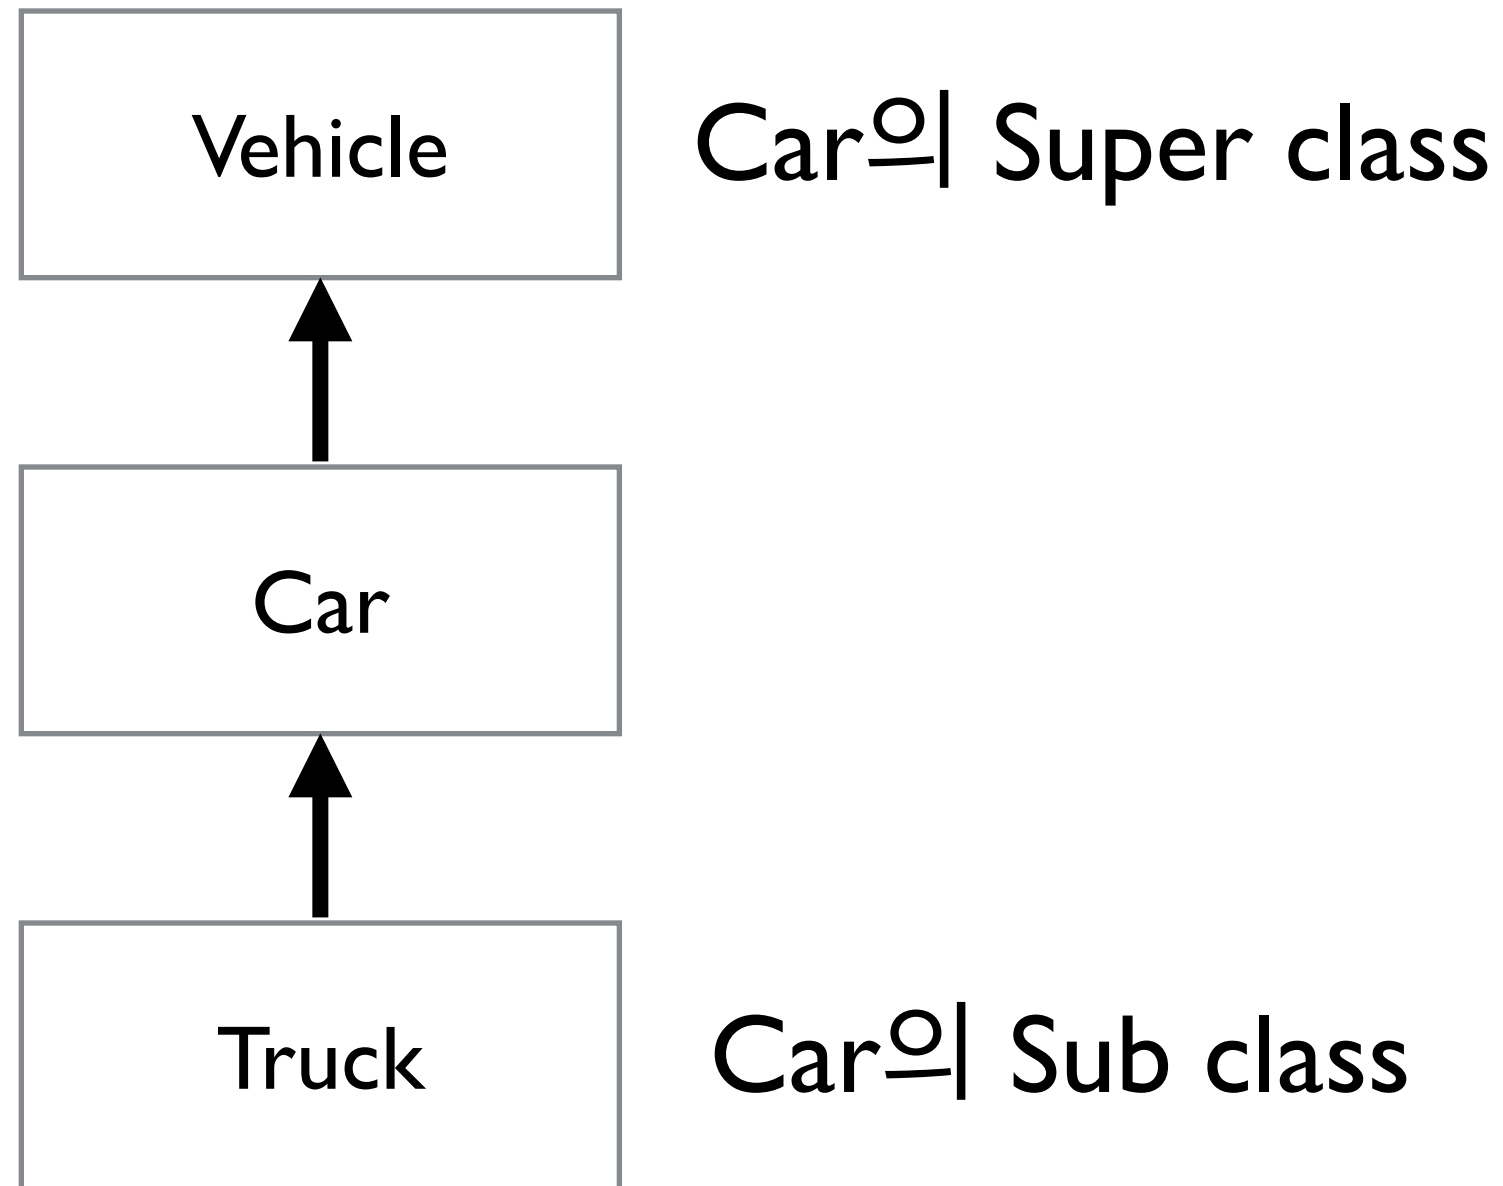 Vehicle
Car의 Super class
Car
Truck
Car의 Sub class